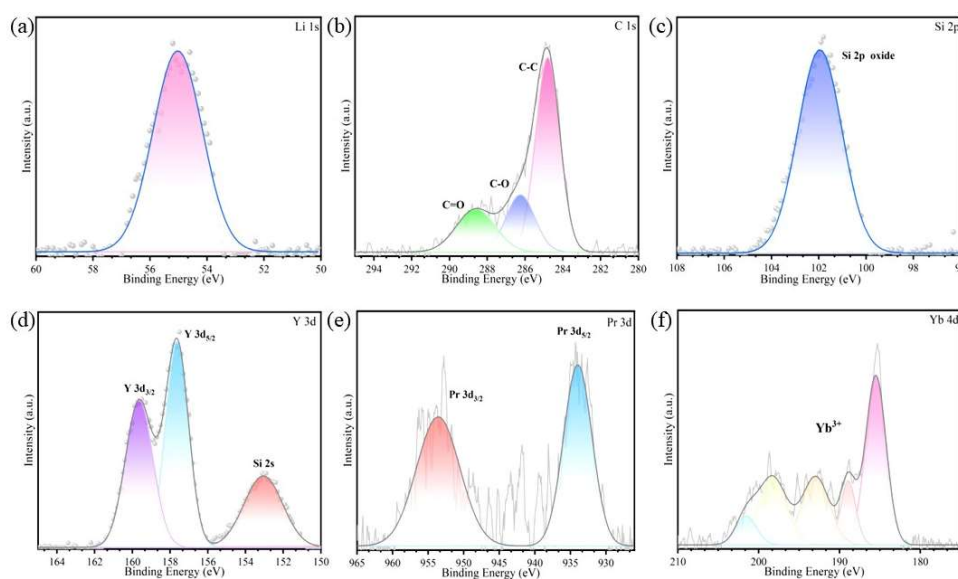 (a)
Li 1s
Intensity (a.u.)
60 58 56 54 52 50
Binding Energy (eV)
(b)
C 1s
C-C
C-O
C=O
Intensity (a.u.)
294 292 290 288 286 284 282 280
Binding Energy (eV)
(c)
Si 2p
Si 2p oxide
Intensity (a.u.)
108 106 104 102 100 98
Binding Energy (eV)
(d)
Y 3d
Y 3d5/2
Y 3d3/2
Si 2s
Intensity (a.u.)
160 158 156 154 152 150
Binding Energy (eV)
(e)
Pr 3d
Pr 3d5/2
Pr 3d3/2
Intensity (a.u.)
965 960 955 950 945 940 935 930
Binding Energy (eV)
(f)
Yb 4d
Yb3+
Intensity (a.u.)
210 200 190 180
Binding Energy (eV)